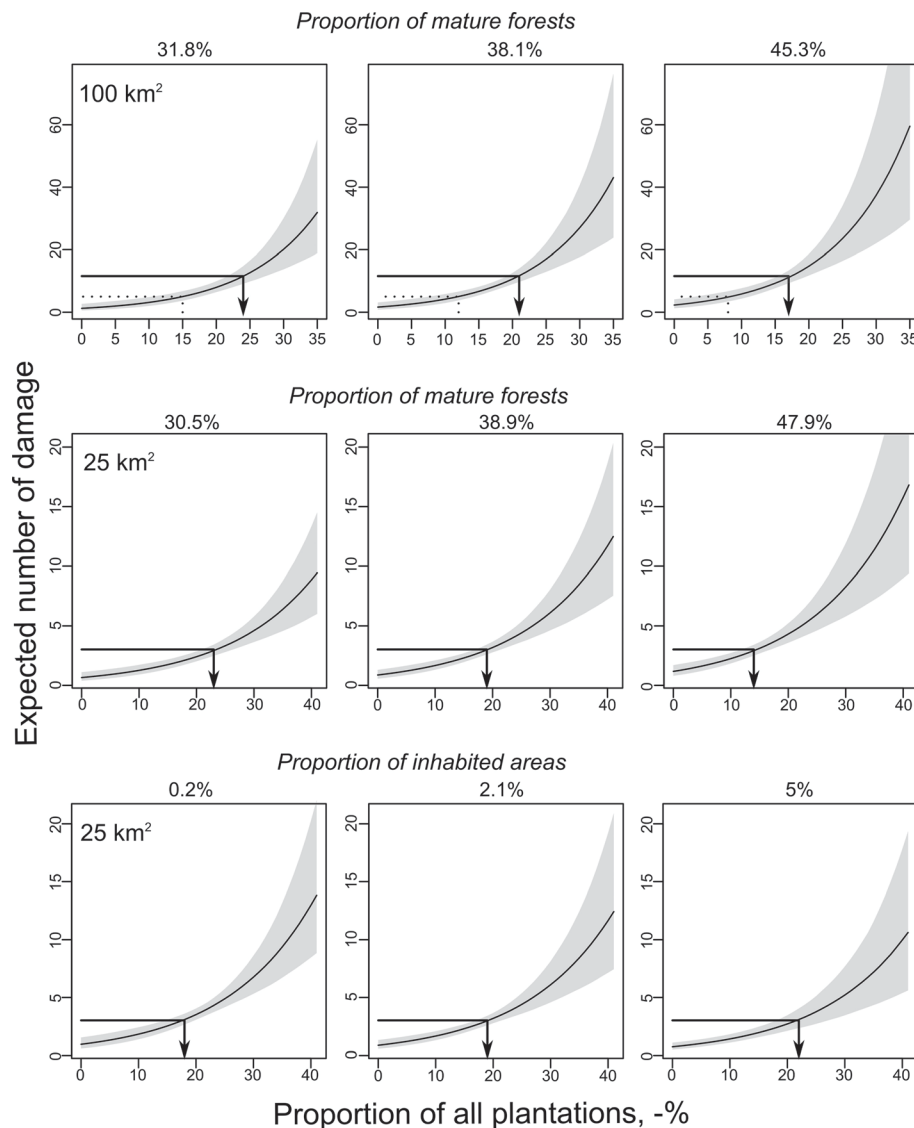 Proportion of mature forests
31.8% 38.1% 45.3%
100 km²
0 20 40 60
0 5 10 15 20 25 30 35
0 20 40 60
0 5 10 15 20 25 30 35
0 20 40 60
0 5 10 15 20 25 30 35
Proportion of mature forests
30.5% 38.9% 47.9%
25 km²
0 5 10 15 20
0 10 20 30 40
0 5 10 15 20
0 10 20 30 40
0 5 10 15 20
0 10 20 30 40
Proportion of inhabited areas
0.2% 2.1% 5%
25 km²
0 5 10 15 20
0 10 20 30 40
0 5 10 15 20
0 10 20 30 40
0 5 10 15 20
0 10 20 30 40
Expected number of damage
Proportion of all plantations, -%